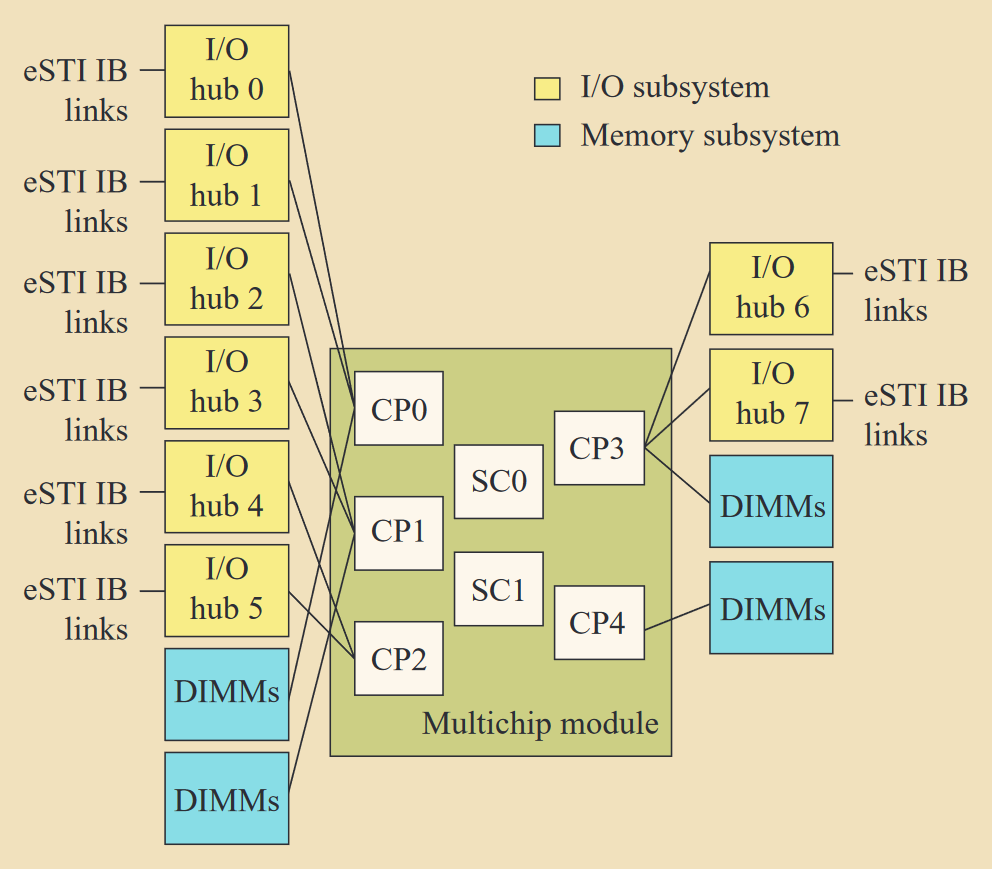 eSTI IB
links
I/O
hub 0
eSTI IB
links
I/O
hub 1
eSTI IB
links
I/O
hub 2
eSTI IB
links
I/O
hub 3
eSTI IB
links
I/O
hub 4
eSTI IB
links
I/O
hub 5
DIMMs
DIMMs
I/O subsystem
Memory subsystem
CP0
CP1
CP2
SC0
SC1
CP3
CP4
Multichip module
I/O
hub 6
eSTI IB
links
I/O
hub 7
eSTI IB
links
DIMMs
DIMMs